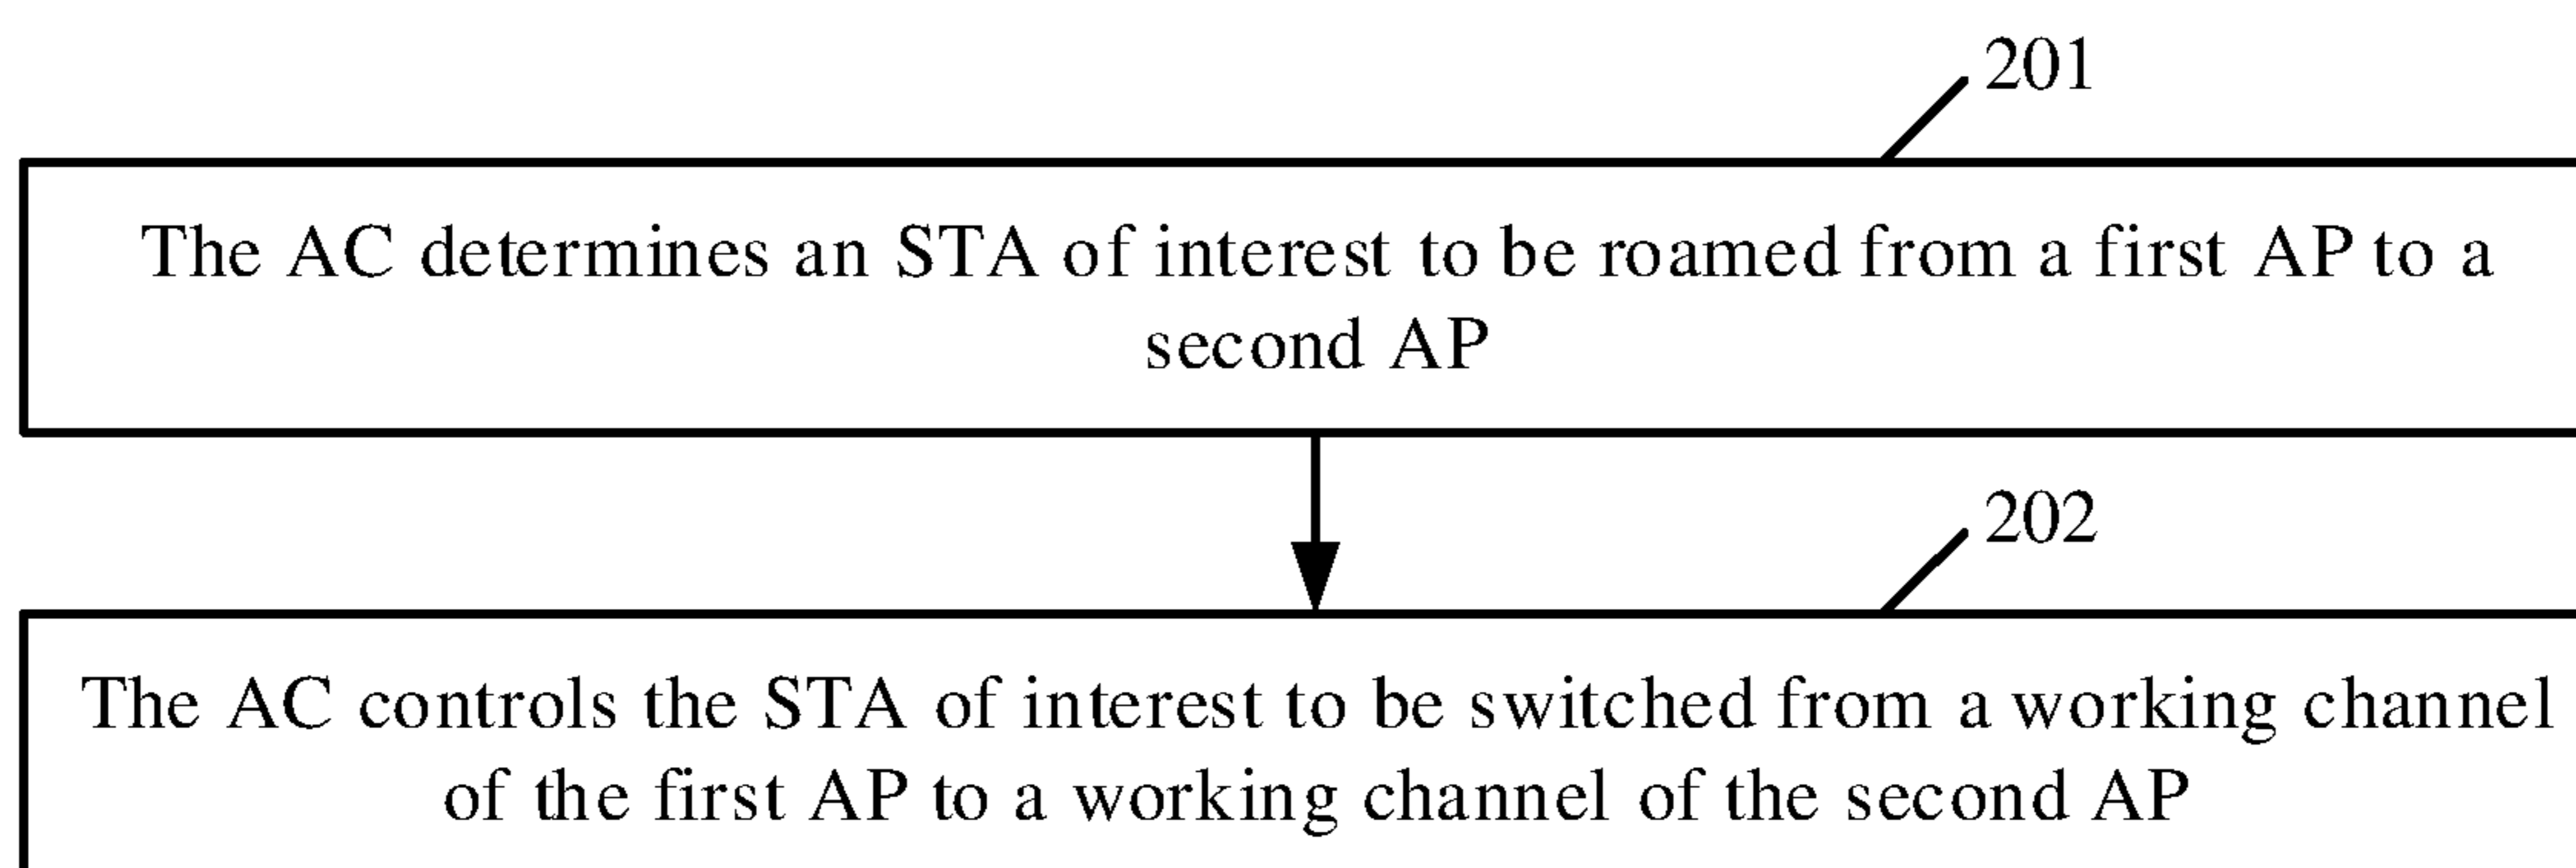 201
The AC determines an STA of interest to be roamed from a first AP to a
second AP
202
The AC controls the STA of interest to be switched from a working channel
of the first AP to a working channel of the second AP